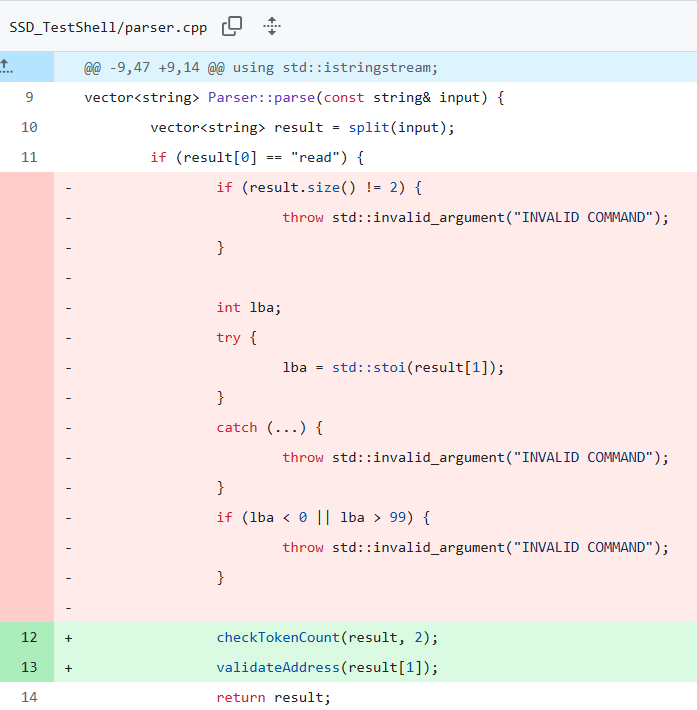 SSD_TestShell/parser.cpp
@@ -9,47 +9,14 @@ using std::istringstream;
9 vector<string> Parser::parse(const string& input) {
10 vector<string> result = split(input);
11 if (result[0] == "read") {
- if (result.size() != 2) {
- throw std::invalid_argument("INVALID COMMAND");
- }
-
- int lba;
- try {
- lba = std::stoi(result[1]);
- }
- catch (...) {
- throw std::invalid_argument("INVALID COMMAND");
- }
- if (lba < 0 || lba > 99) {
- throw std::invalid_argument("INVALID COMMAND");
- }
-
12 + checkTokenCount(result, 2);
13 + validateAddress(result[1]);
14 return result;